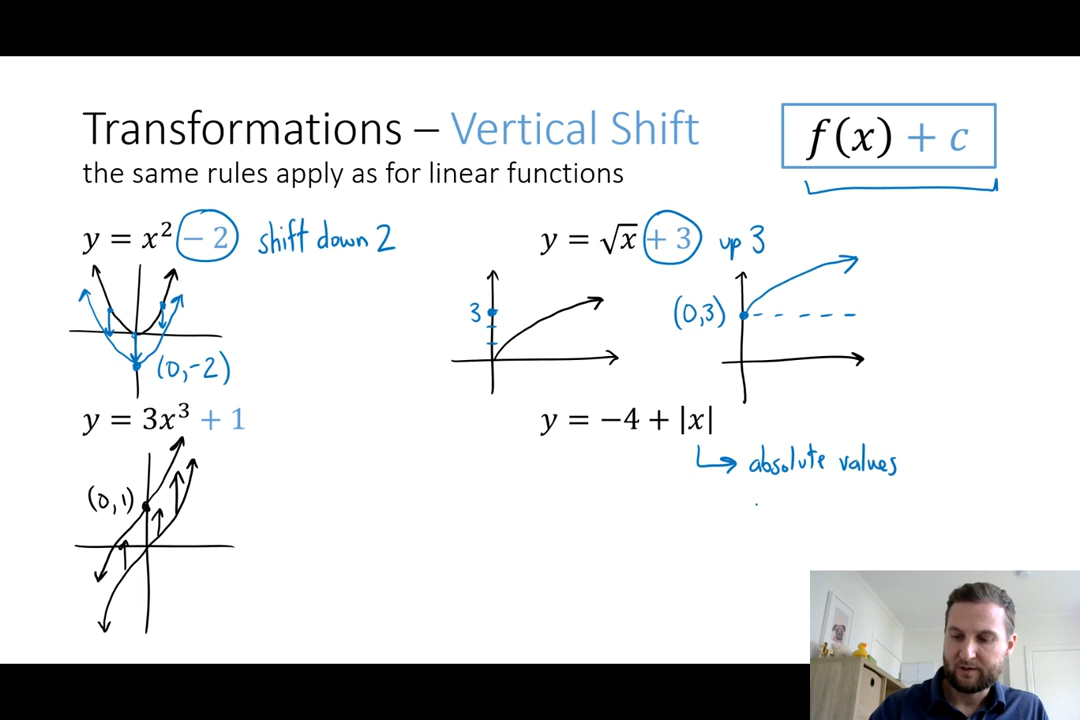 Transformations – Vertical Shift
f(x) + c
the same rules apply as for linear functions
y = x² − 2 shift down 2
y = √x + 3 up 3
(0,-2)
3
(0,3)
y = 3x³ + 1
(0,1)
y = −4 + |x|
↳ absolute values